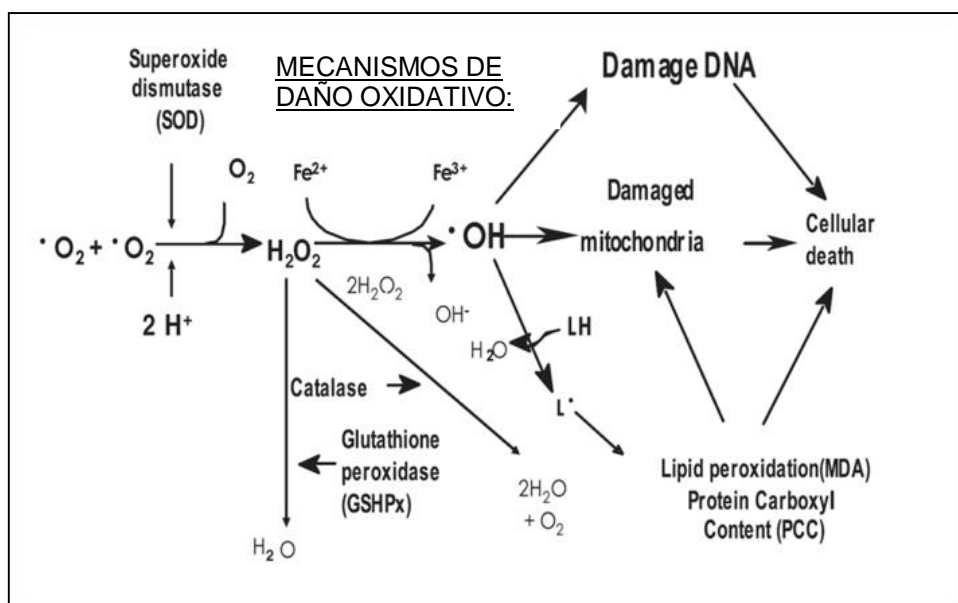 Superoxide
dismutase
(SOD)
MECANISMOS DE
DAÑO OXIDATIVO:
Damage DNA
O₂
Fe²⁺
Fe³⁺
Damaged
mitochondria
Cellular
death
˙O₂ + ˙O₂
H₂O₂
˙OH
2H₂O₂
OH⁻
2 H⁺
H₂O
LH
Catalase
L˙
Glutathione
peroxidase
(GSHPx)
2H₂O
+ O₂
Lipid peroxidation(MDA)
Protein Carboxyl
Content (PCC)
H₂O